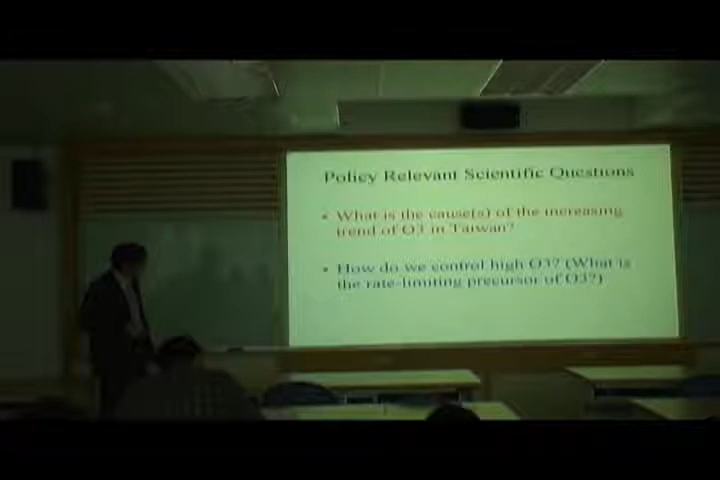 Policy Relevant Scientific Questions
• What is the cause(s) of the increasing
trend of O3 in Taiwan?
• How do we control high O3? (What is
the rate-limiting precursor of O3?)